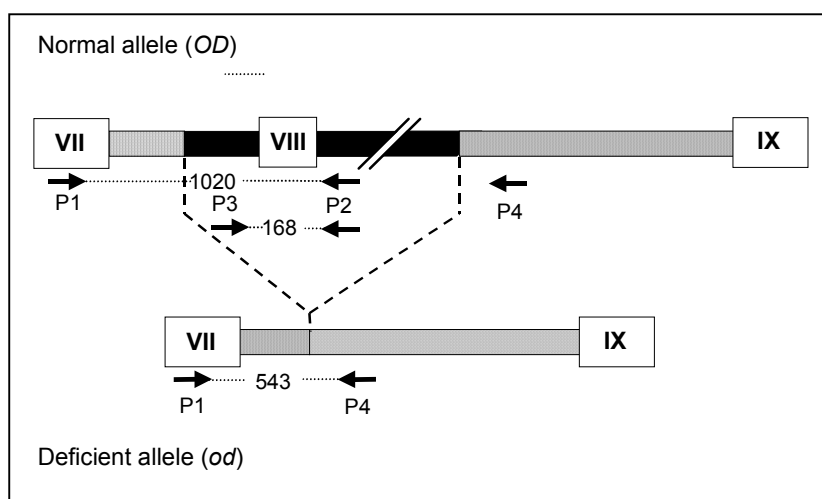 Normal allele (OD)
VII VIII IX
1020
P1 P3 P2 P4
168
VII IX
543
P1 P4
Deficient allele (od)